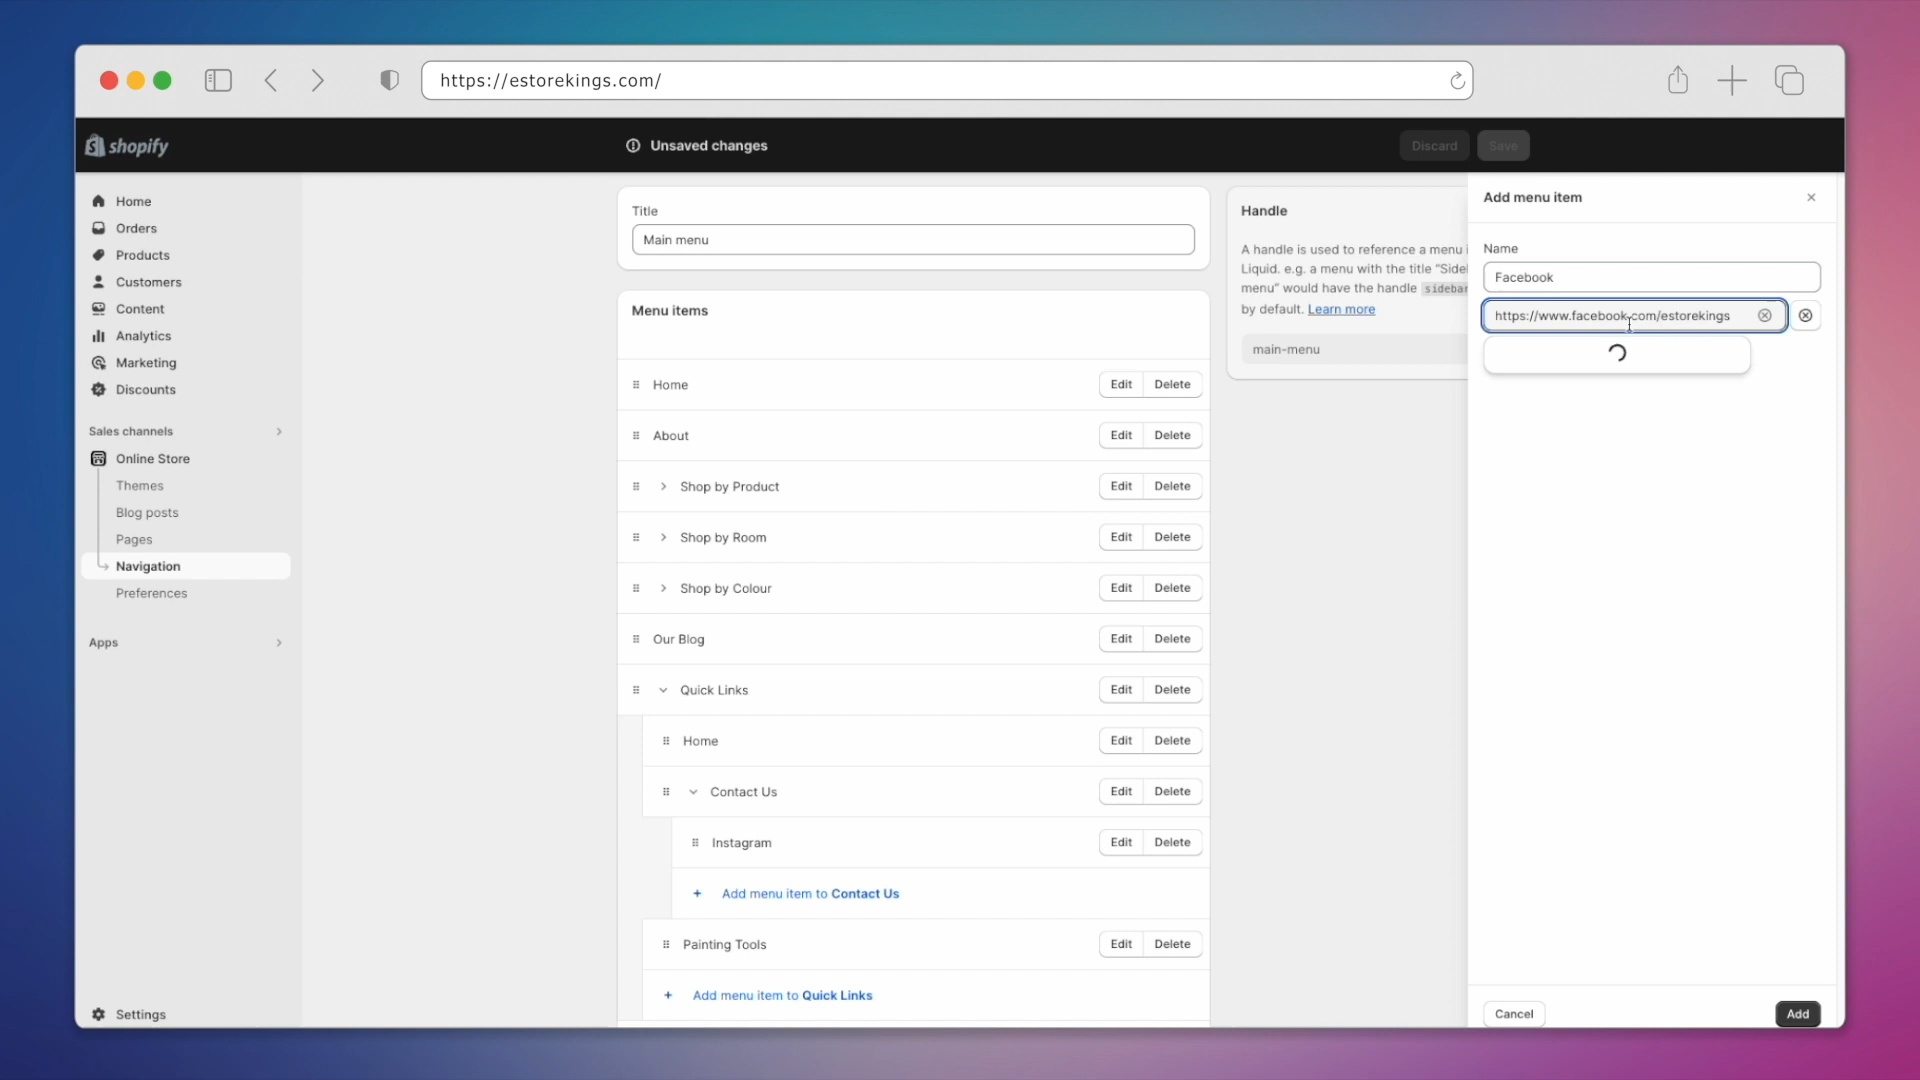 https://estorekings.com/
shopify
Unsaved changes
Discard
Save
Home
Orders
Products
Customers
Content
Analytics
Marketing
Discounts
Sales channels
Online Store
Themes
Blog posts
Pages
Navigation
Preferences
Apps
Settings
Title
Main menu
Menu items
Home Edit Delete
About Edit Delete
Shop by Product Edit Delete
Shop by Room Edit Delete
Shop by Colour Edit Delete
Our Blog Edit Delete
Quick Links Edit Delete
Home Edit Delete
Contact Us Edit Delete
Instagram Edit Delete
+ Add menu item to Contact Us
Painting Tools Edit Delete
+ Add menu item to Quick Links
Handle
A handle is used to reference a menu
Liquid. e.g. a menu with the title "Side
menu" would have the handle sidebar
by default. Learn more
main-menu
Add menu item
Name
Facebook
https://www.facebook.com/estorekings
Cancel
Add